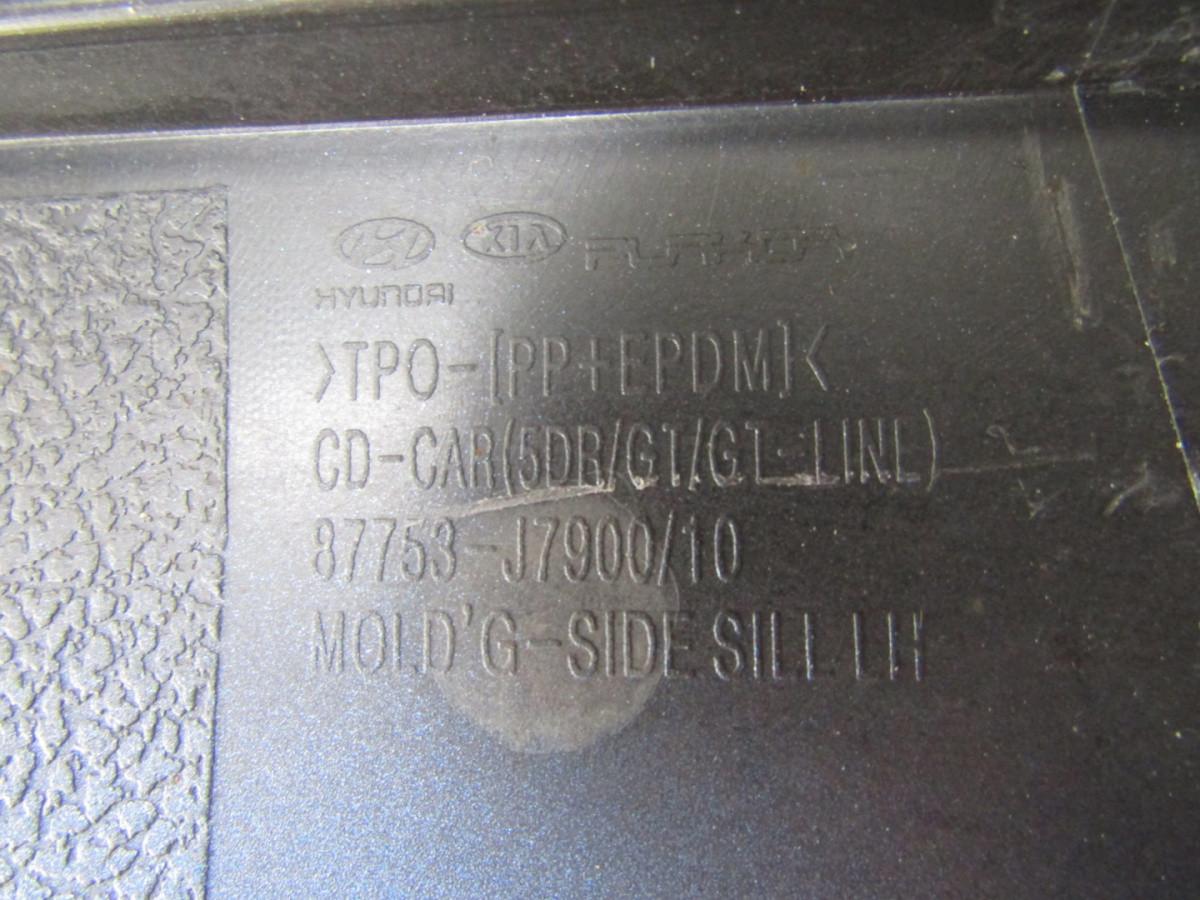 KIA
HYUNDAI
>TPO-[PP+EPDM]<
CD-CAR(5DR/GT/GT-LINE)
87753-J7900/10
MOLD'G-SIDE SILL LH